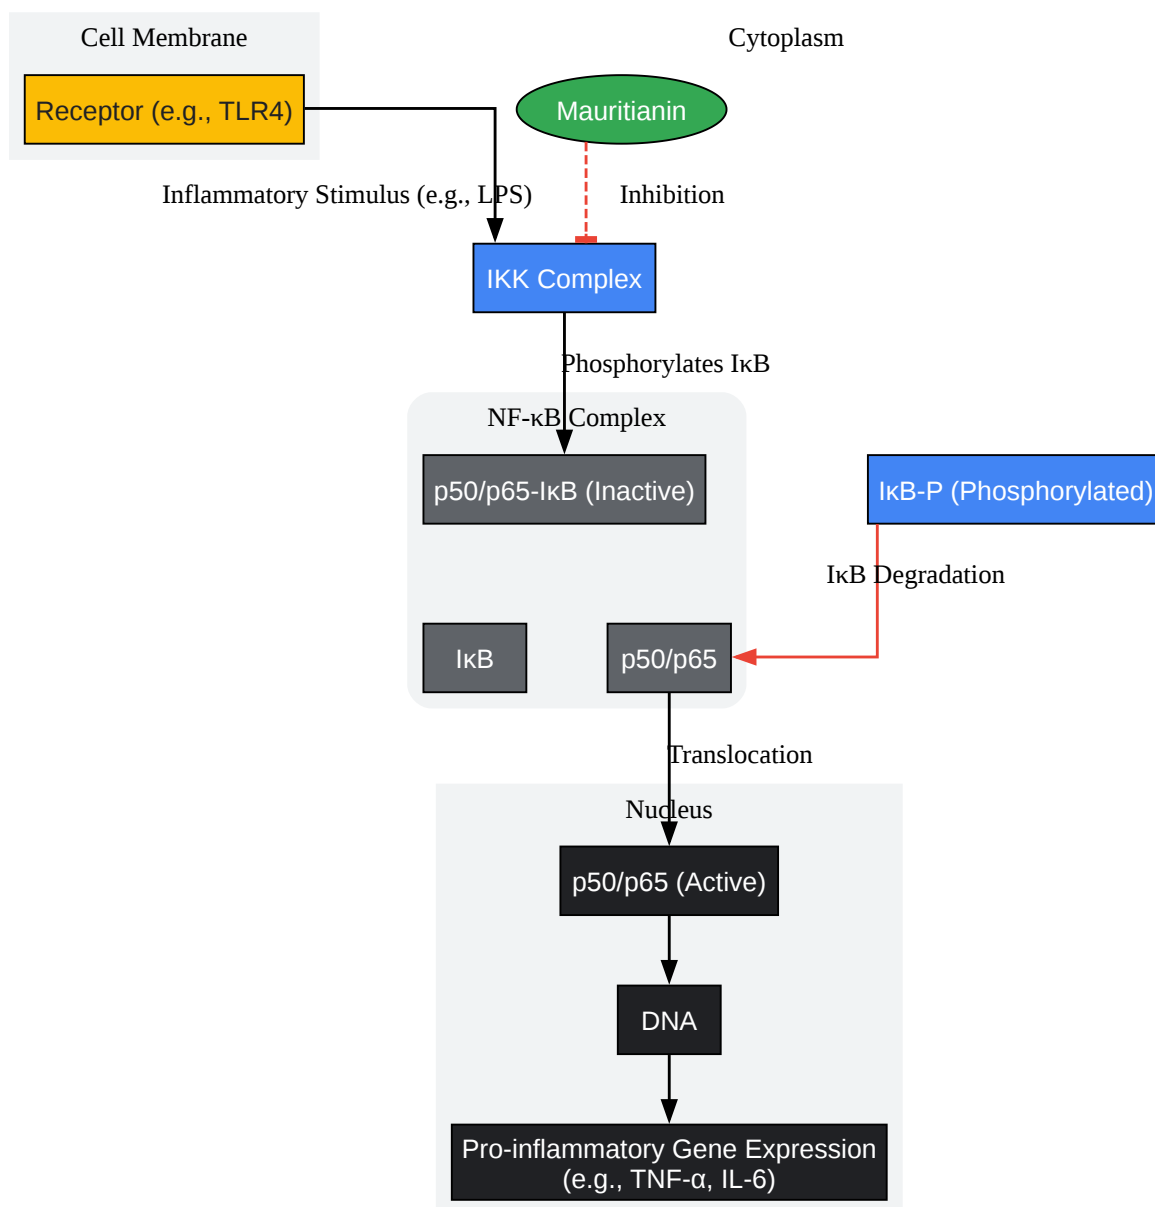 Cell Membrane
Cytoplasm
Receptor (e.g., TLR4)
Mauritianin
Inflammatory Stimulus (e.g., LPS)
Inhibition
IKK Complex
Phosphorylates IκB
NF-κB Complex
p50/p65-IκB (Inactive)
IκB-P (Phosphorylated)
IκB Degradation
IκB
p50/p65
Translocation
Nucleus
p50/p65 (Active)
DNA
Pro-inflammatory Gene Expression
(e.g., TNF-α, IL-6)